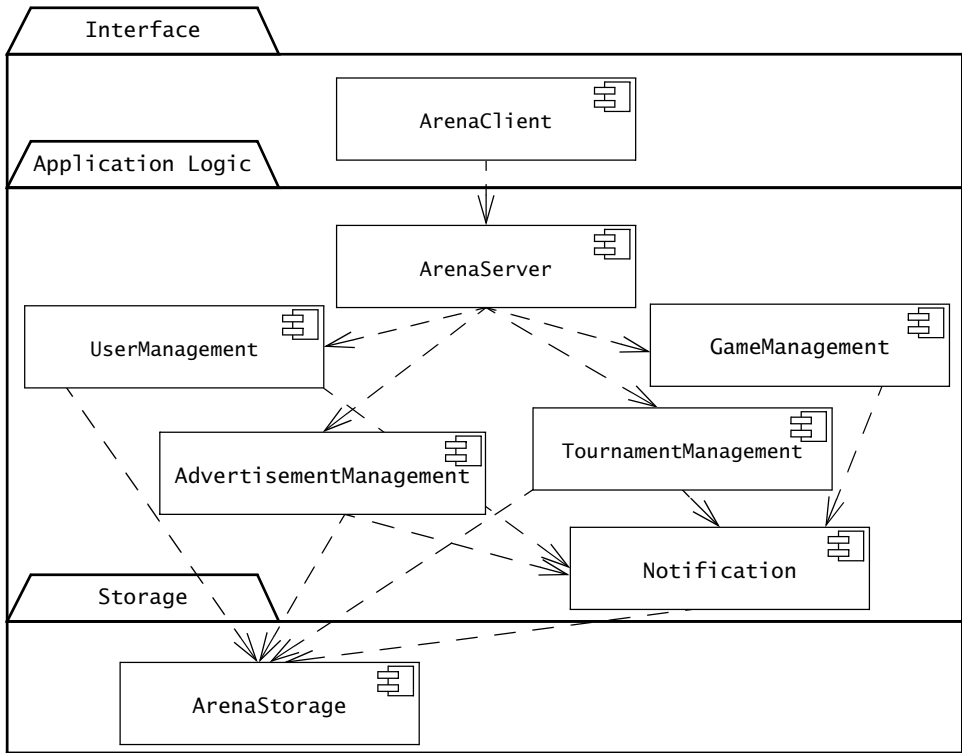 Interface
ArenaClient
Application Logic
ArenaServer
UserManagement
GameManagement
AdvertisementManagement
TournamentManagement
Notification
Storage
ArenaStorage